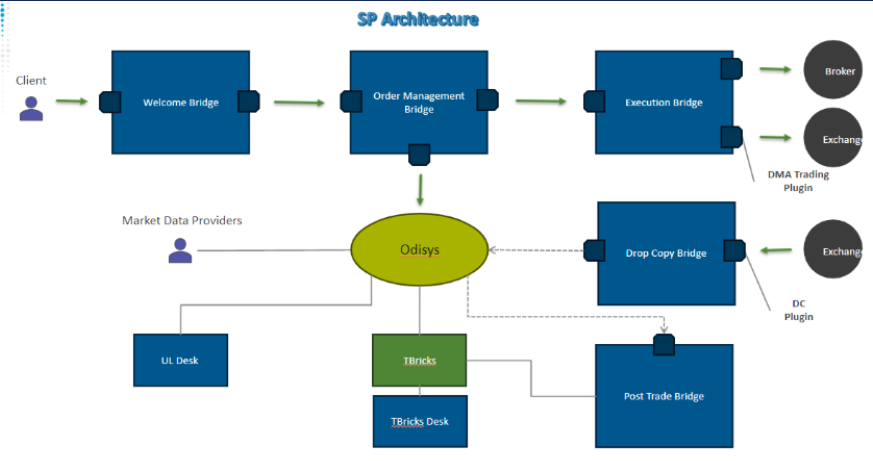 SP Architecture
Client
Welcome Bridge
Order Management
Bridge
Execution Bridge
Broker
Exchang
DMA Trading
Plugin
Market Data Providers
Odisys
Drop Copy Bridge
Exchang
DC
Plugin
UL Desk
TBricks
TBricks Desk
Post Trade Bridge